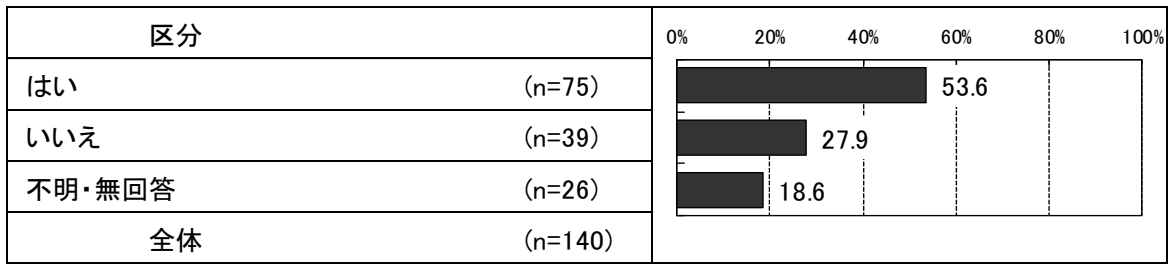 区分
0% 20% 40% 60% 80% 100%
はい (n=75) 53.6
いいえ (n=39) 27.9
不明・無回答 (n=26) 18.6
全体 (n=140)